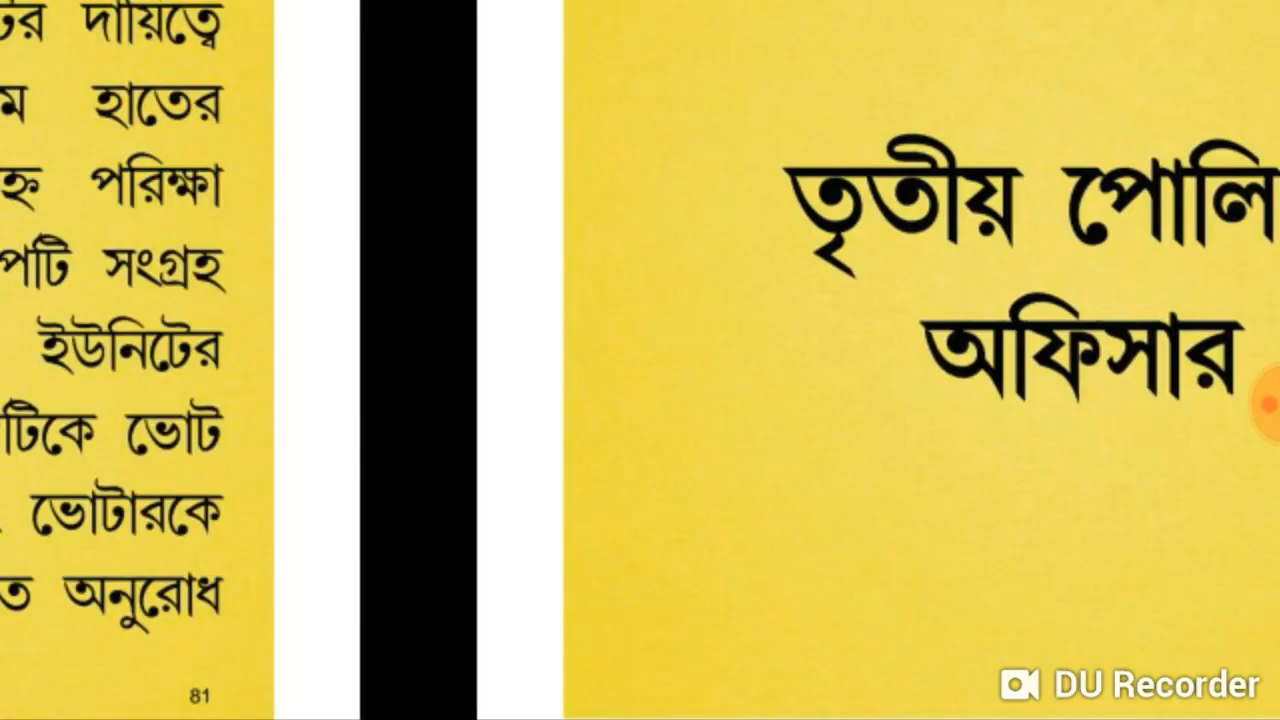 দায়িত্বে
হাতের
পরিক্ষা
সংগ্রহ
ইউনিটের
ভোট
ভোটারকে
অনুরোধ
81
তৃতীয়
অফিসার
DU Recorder